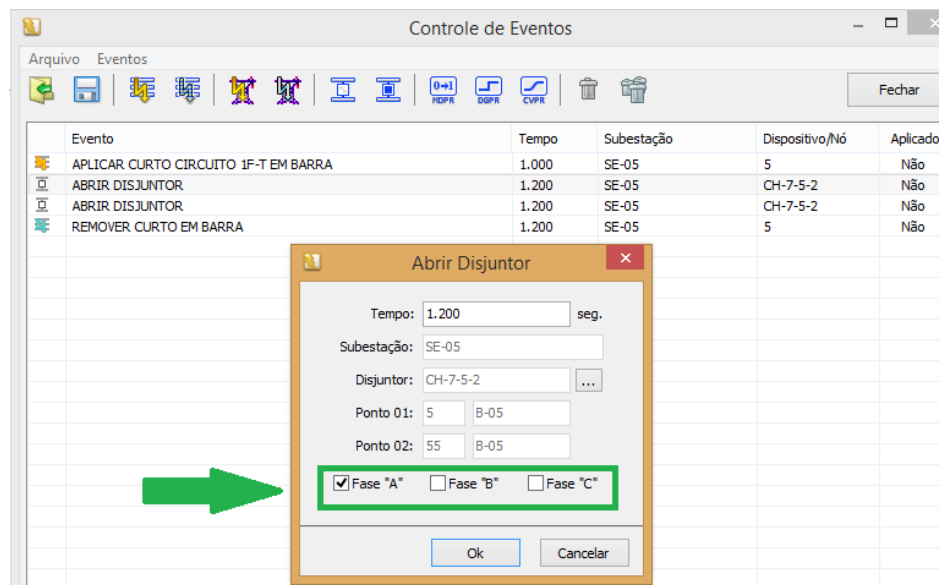 Controle de Eventos
Arquivo Eventos
0→1 MDPR DGPR CVPR Fechar
Evento Tempo Subestação Dispositivo/Nó Aplicado
APLICAR CURTO CIRCUITO 1F-T EM BARRA 1.000 SE-05 5 Não
ABRIR DISJUNTOR 1.200 SE-05 CH-7-5-2 Não
ABRIR DISJUNTOR 1.200 SE-05 CH-7-5-2 Não
REMOVER CURTO EM BARRA 1.200 SE-05 5 Não
Abrir Disjuntor
Tempo: 1.200 seg.
Subestação: SE-05
Disjuntor: CH-7-5-2 ...
Ponto 01: 5 B-05
Ponto 02: 55 B-05
Fase "A" Fase "B" Fase "C"
Ok Cancelar